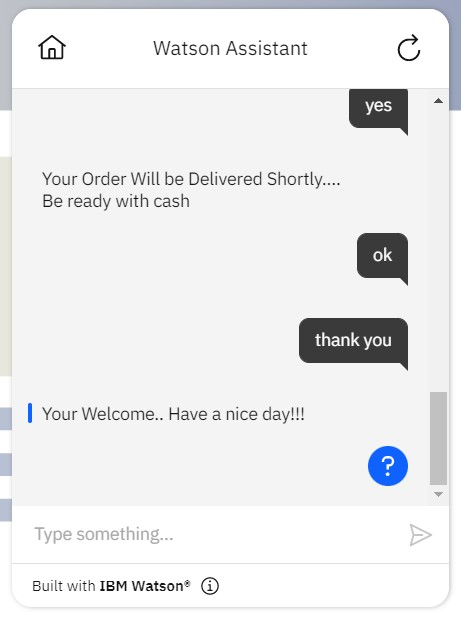 Watson Assistant
yes
Your Order Will be Delivered Shortly....
Be ready with cash
ok
thank you
Your Welcome.. Have a nice day!!!
?
Type something...
Built with IBM Watson®